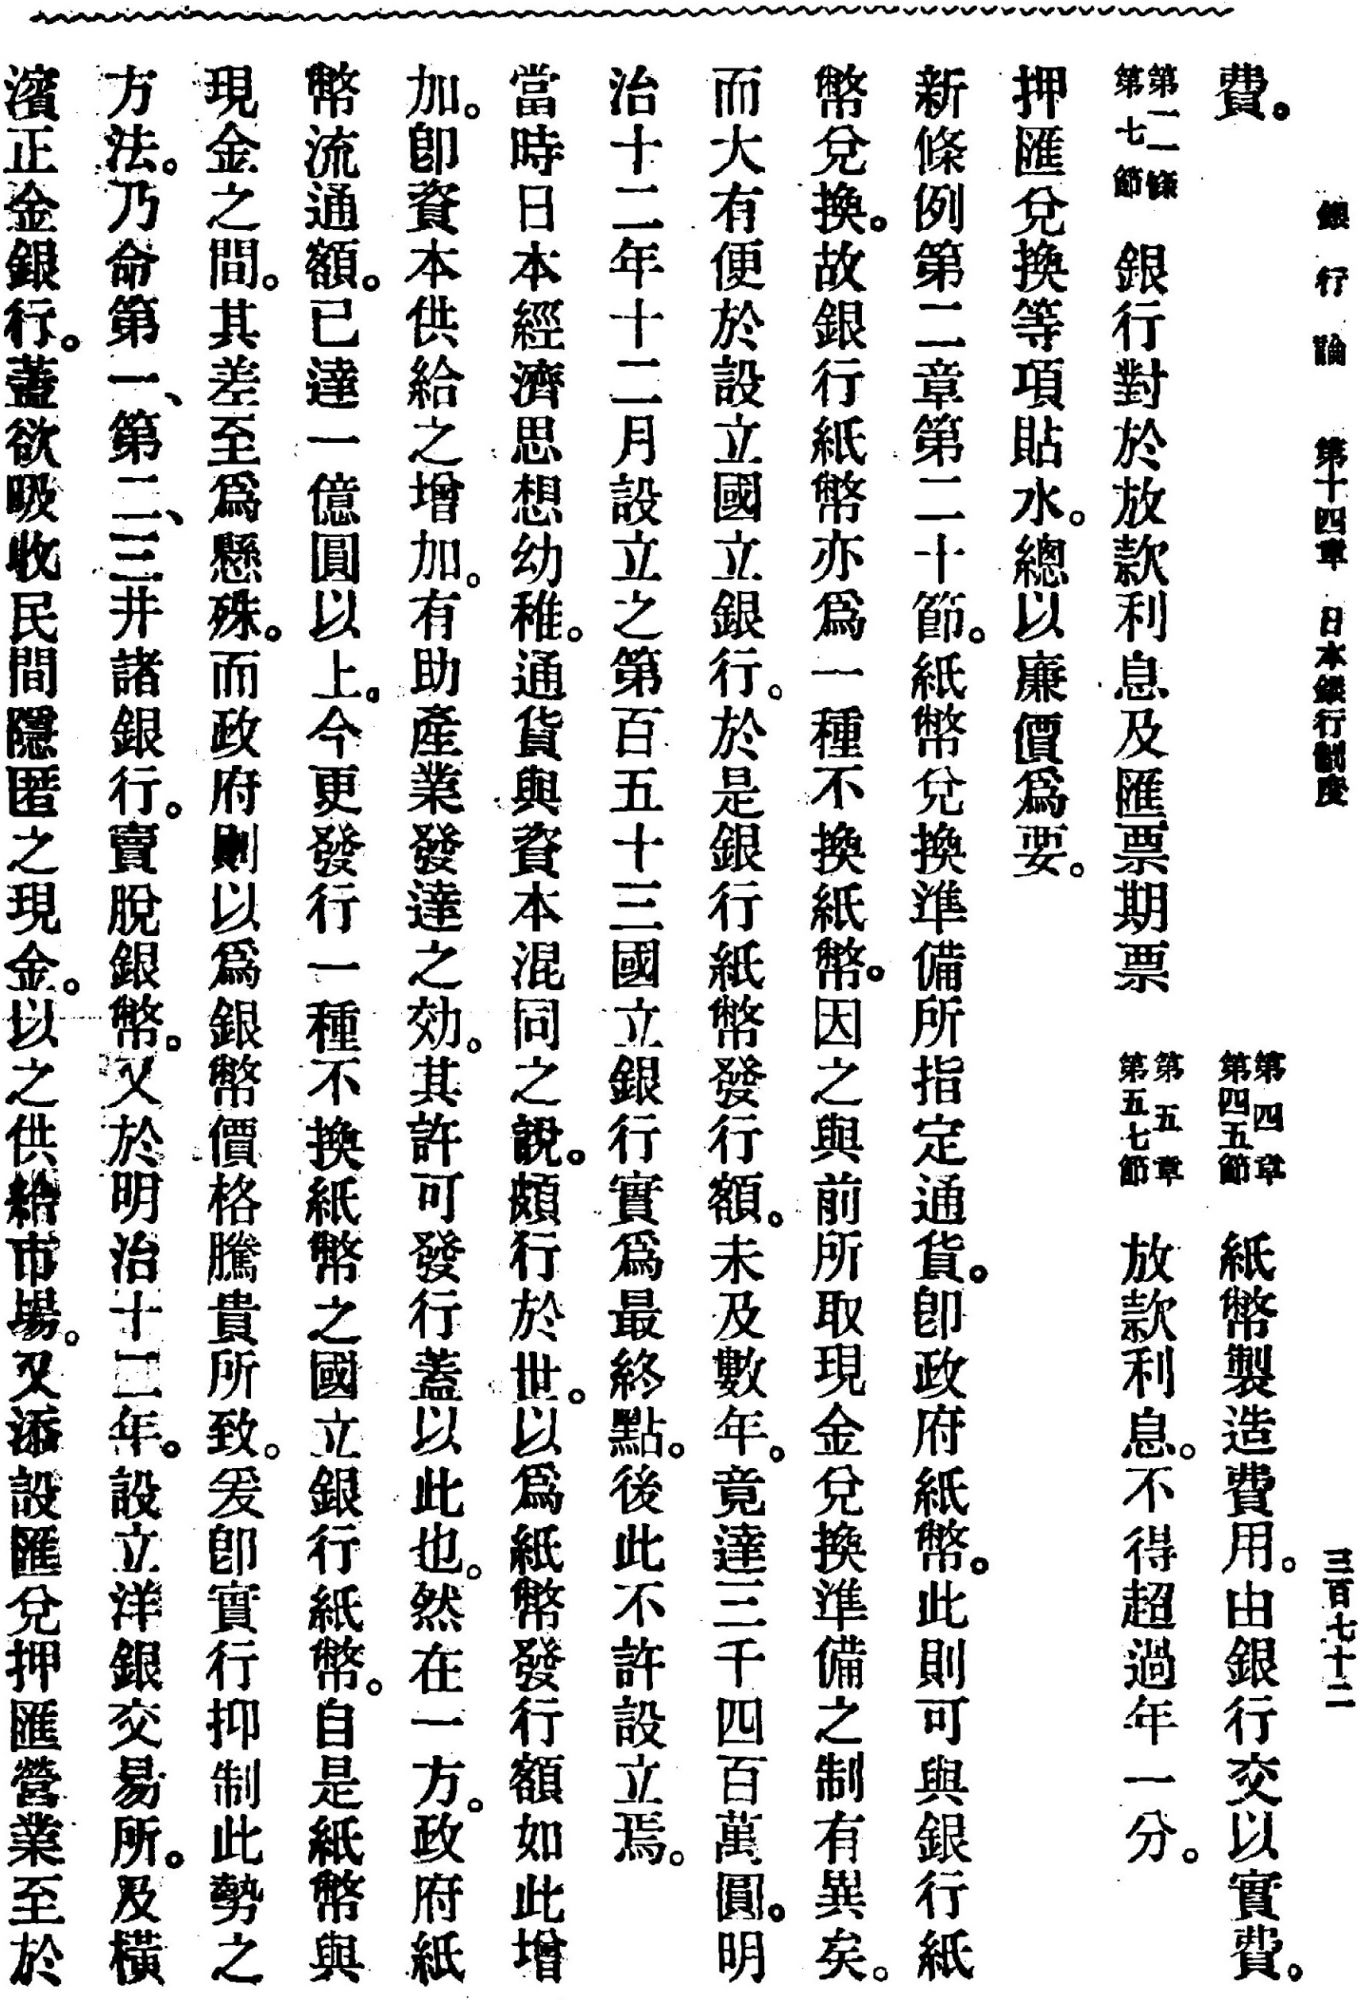 銀行論 第十四章 日本銀行制度 三百七十二
費。 第四章第四五節 紙幣製造費用。由銀行交以實費。
第一一條第七節 銀行對於放款利息及匯票期票 第五章第五七節 放款利息。不得超過年一分。
押匯兌換等項貼水。總以廉價爲要。
新條例第二章第二十節。紙幣兌換準備所指定通貨。卽政府紙幣。此則可與銀行紙
幣兌換。故銀行紙幣亦爲一種不換紙幣。因之與前所取現金兌換準備之制有異矣。
而大有便於設立國立銀行。於是銀行紙幣發行額。未及數年。竟達三千四百萬圓。明
治十二年十二月設立之第百五十三國立銀行實爲最終點。後此不許設立焉。
當時日本經濟思想幼稚。通貨與資本混同之說。頗行於世。以爲紙幣發行額如此增
加。卽資本供給之增加。有助產業發達之効。其許可發行蓋以此也。然在一方。政府紙
幣流通額。已達一億圓以上。今更發行一種不換紙幣之國立銀行紙幣。自是紙幣與
現金之間。其差至爲懸殊。而政府則以爲銀幣價格騰貴所致。爰卽實行抑制此勢之
方法。乃命第一、第二、三井諸銀行。賣脫銀幣。又於明治十二年。設立洋銀交易所。及橫
濱正金銀行。蓋欲吸收民間隱匿之現金。以之供給市場。又添設匯兌押匯營業至於